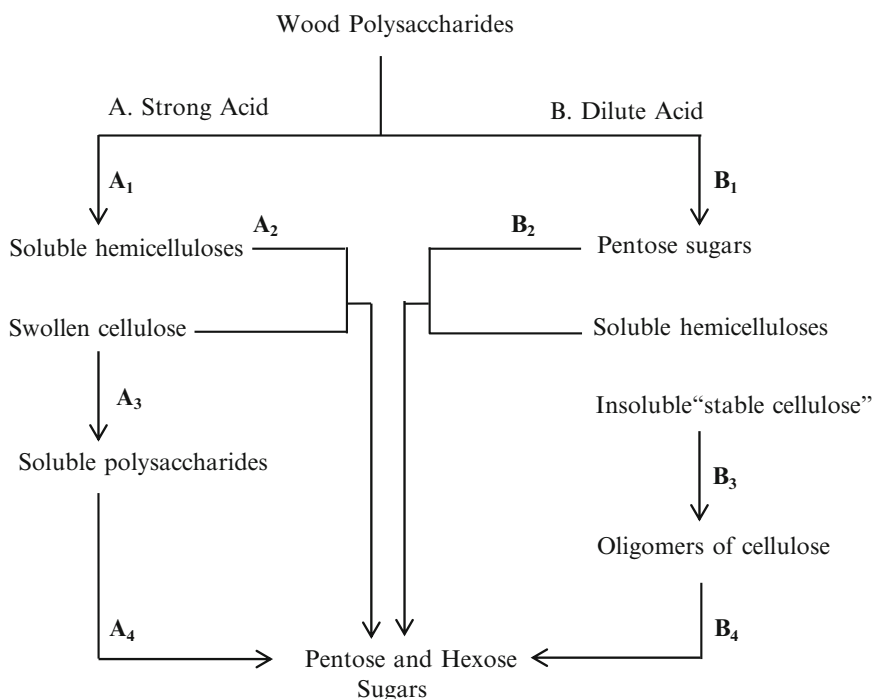 Wood Polysaccharides
A. Strong Acid
B. Dilute Acid
A₁
B₁
Soluble hemicelluloses
A₂
B₂
Pentose sugars
Swollen cellulose
Soluble hemicelluloses
A₃
Insoluble“stable cellulose”
Soluble polysaccharides
B₃
Oligomers of cellulose
A₄
B₄
Pentose and Hexose
Sugars